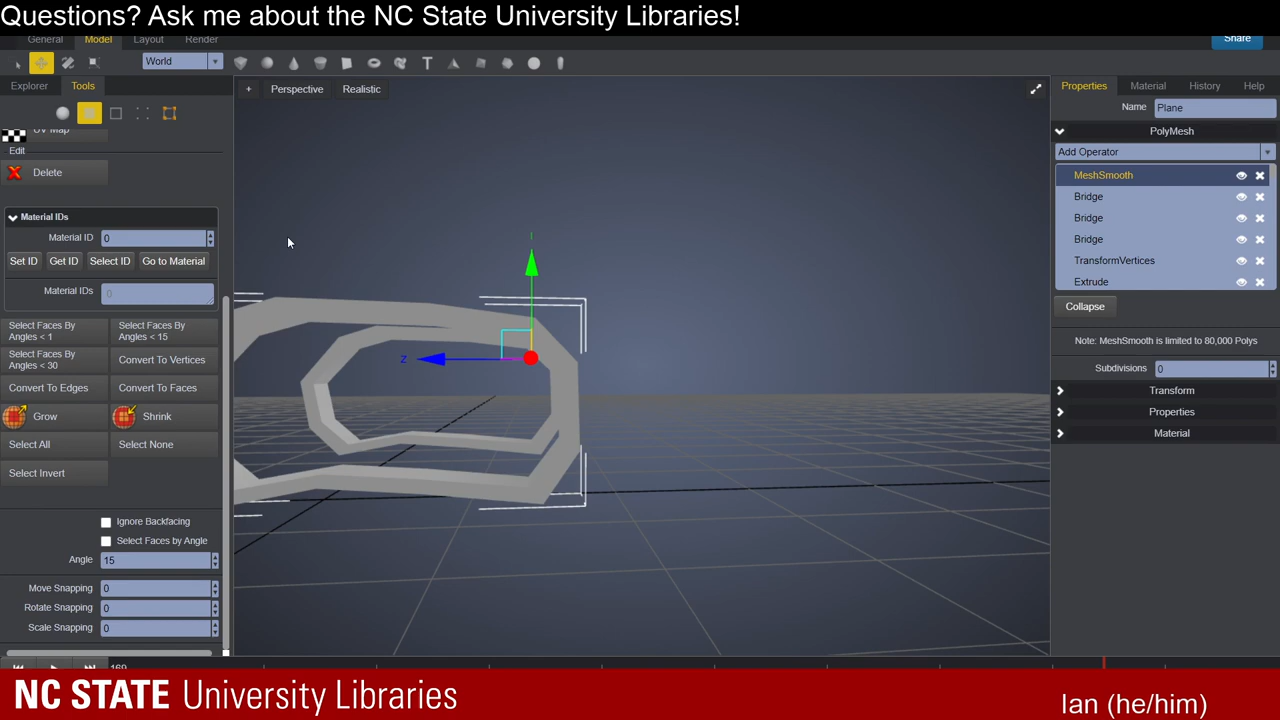 Questions? Ask me about the NC State University Libraries!
General Model Layout Render
Share
World
Explorer Tools
+ Perspective Realistic
Properties Material History Help
Name Plane
UV Map
Edit
Delete
PolyMesh
Add Operator
MeshSmooth
Bridge
Bridge
Bridge
TransformVertices
Extrude
Collapse
Note: MeshSmooth is limited to 80,000 Polys
Subdivisions 0
Transform
Properties
Material
Material IDs
Material ID 0
Set ID Get ID Select ID Go to Material
Material IDs 0
Select Faces By Angles < 1
Select Faces By Angles < 15
Select Faces By Angles < 30
Convert To Vertices
Convert To Edges Convert To Faces
Grow Shrink
Select All Select None
Select Invert
Ignore Backfacing
Select Faces by Angle
Angle 15
Move Snapping 0
Rotate Snapping 0
Scale Snapping 0
z
169
NC STATE University Libraries
Ian (he/him)